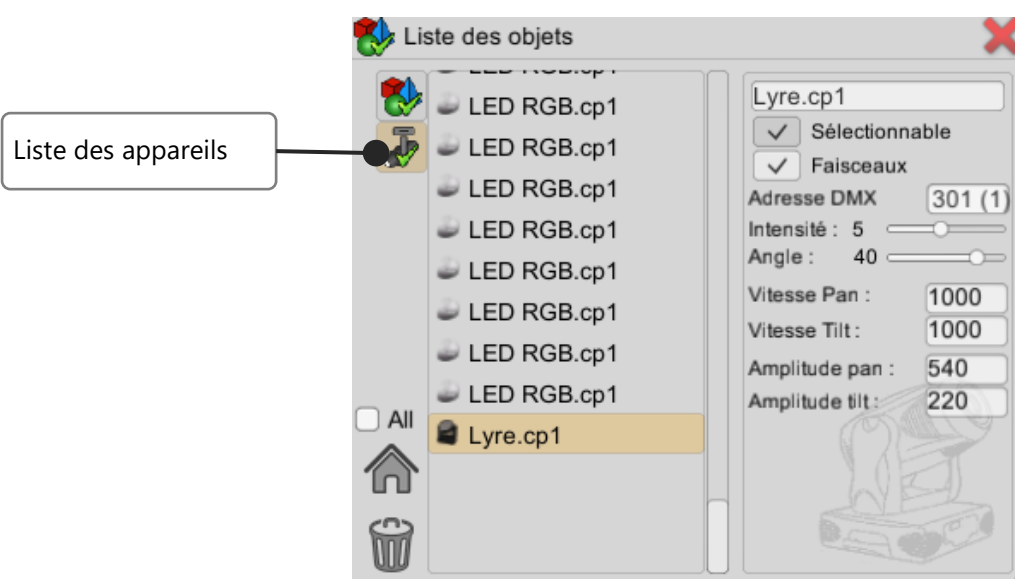 Liste des objets
Liste des appareils
LED RGB.cp1
LED RGB.cp1
LED RGB.cp1
LED RGB.cp1
LED RGB.cp1
LED RGB.cp1
LED RGB.cp1
LED RGB.cp1
LED RGB.cp1
Lyre.cp1
All
Lyre.cp1
Sélectionnable
Faisceaux
Adresse DMX 301 (1)
Intensité : 5
Angle : 40
Vitesse Pan : 1000
Vitesse Tilt : 1000
Amplitude pan : 540
Amplitude tilt : 220